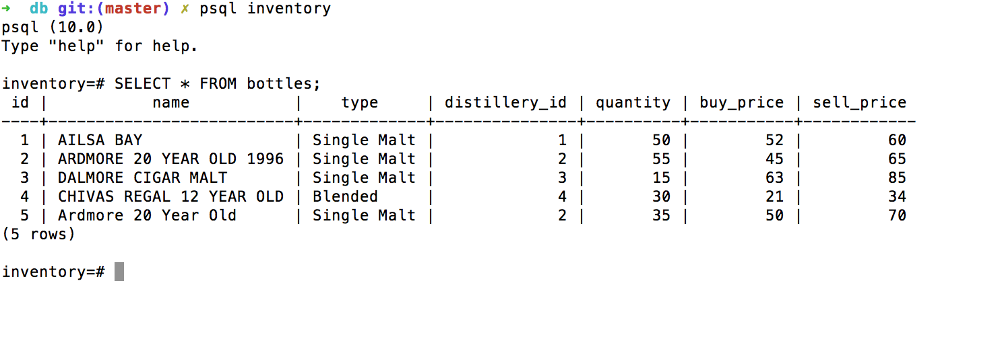 ➜  db git:(master) ✗ psql inventory
psql (10.0)
Type "help" for help.

inventory=# SELECT * FROM bottles;
 id |           name           |    type     | distillery_id | quantity | buy_price | sell_price
----+--------------------------+-------------+---------------+----------+-----------+------------
  1 | AILSA BAY                | Single Malt |             1 |       50 |        52 |         60
  2 | ARDMORE 20 YEAR OLD 1996 | Single Malt |             2 |       55 |        45 |         65
  3 | DALMORE CIGAR MALT       | Single Malt |             3 |       15 |        63 |         85
  4 | CHIVAS REGAL 12 YEAR OLD | Blended     |             4 |       30 |        21 |         34
  5 | Ardmore 20 Year Old      | Single Malt |             2 |       35 |        50 |         70
(5 rows)

inventory=#